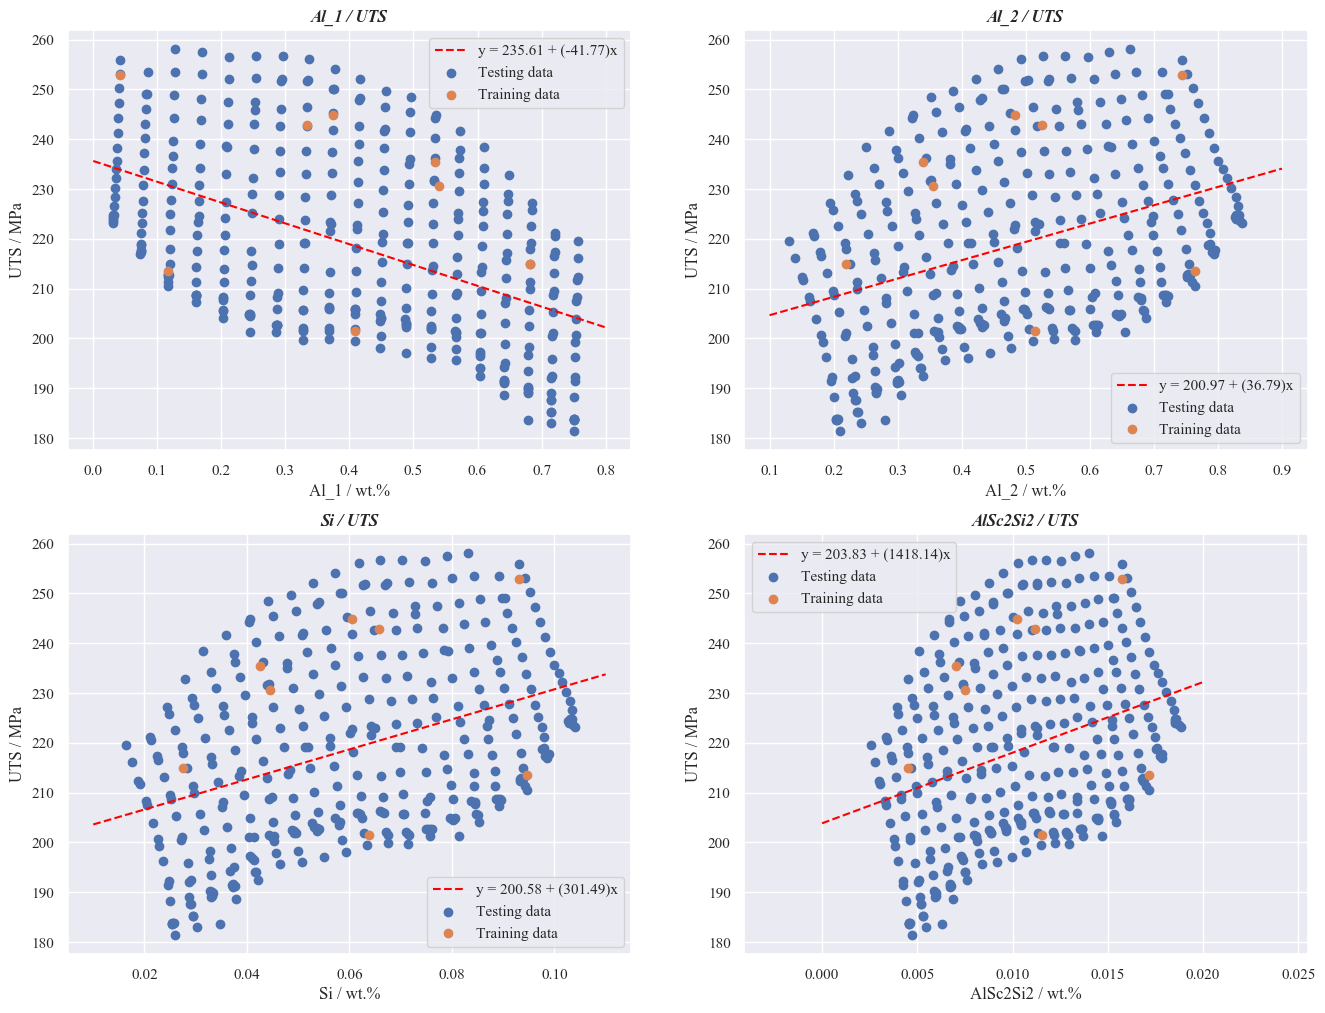 Al_1 / UTS
260
250
240
230
220
210
200
190
180
UTS / MPa
y = 235.61 + (-41.77)x
Testing data
Training data
0.0 0.1 0.2 0.3 0.4 0.5 0.6 0.7 0.8
Al_1 / wt.%
Al_2 / UTS
260
250
240
230
220
210
200
190
180
UTS / MPa
y = 200.97 + (36.79)x
Testing data
Training data
0.1 0.2 0.3 0.4 0.5 0.6 0.7 0.8 0.9
Al_2 / wt.%
Si / UTS
260
250
240
230
220
210
200
190
180
UTS / MPa
y = 200.58 + (301.49)x
Testing data
Training data
0.02 0.04 0.06 0.08 0.10
Si / wt.%
AlSc2Si2 / UTS
260
250
240
230
220
210
200
190
180
UTS / MPa
y = 203.83 + (1418.14)x
Testing data
Training data
0.000 0.005 0.010 0.015 0.020 0.025
AlSc2Si2 / wt.%